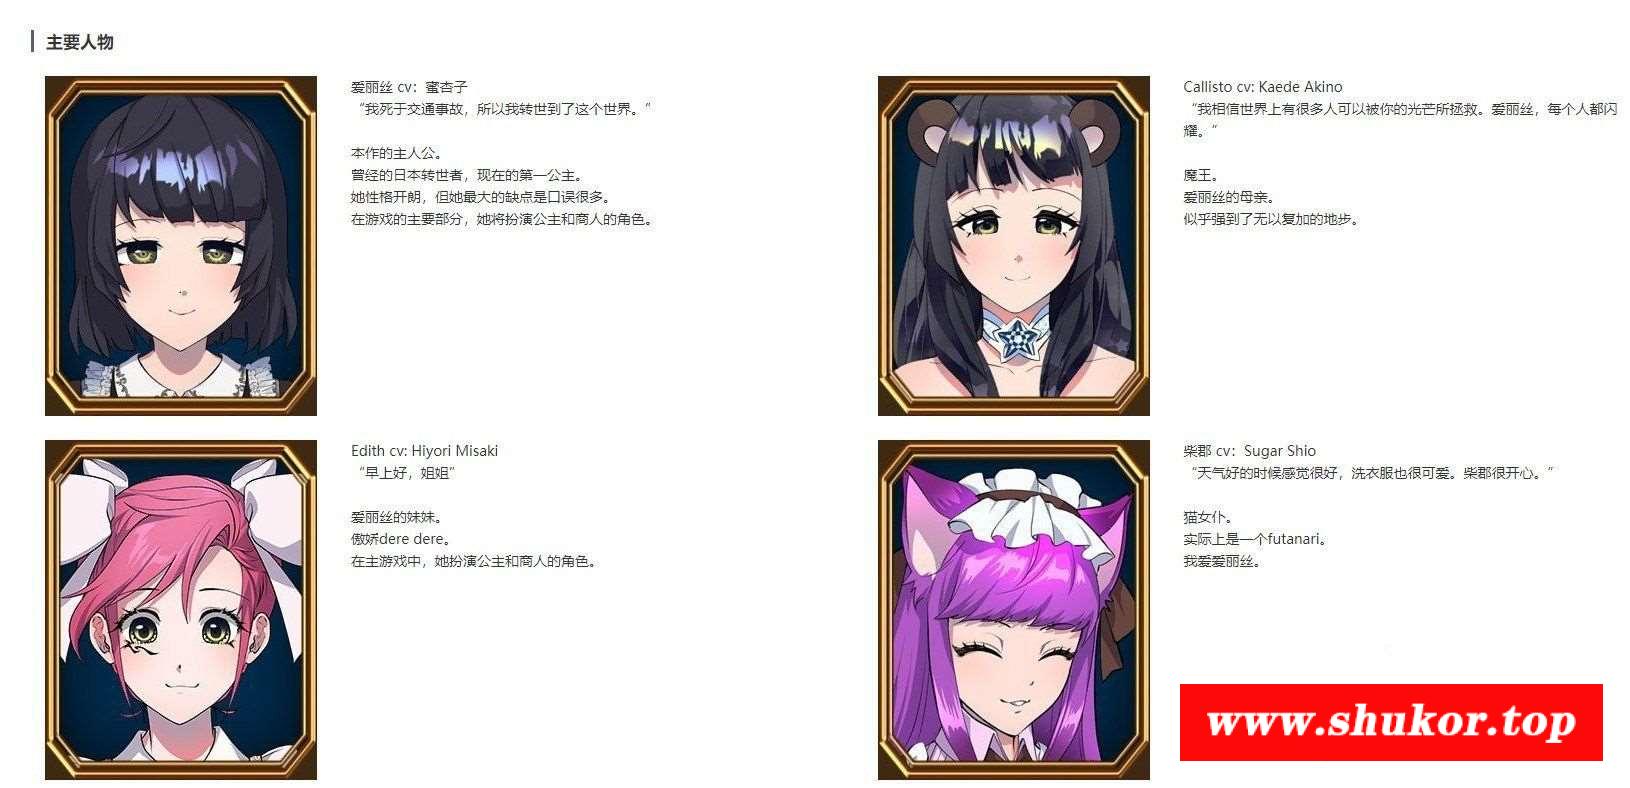 主要人物
爱丽丝 cv：蜜杏子
“我死于交通事故，所以我转世到了这个世界。”
本作的主人公。
曾经的日本转世者，现在的第一公主。
她性格开朗，但她最大的缺点是口误很多。
在游戏的主要部分，她将扮演公主和商人的角色。
Callisto cv: Kaede Akino
“我相信世界上有很多人可以被你的光芒所拯救。爱丽丝，每个人都闪
耀。”
魔王。
爱丽丝的母亲。
似乎强到了无以复加的地步。
Edith cv: Hiyori Misaki
“早上好，姐姐”
爱丽丝的妹妹。
傲娇dere dere。
在主游戏中，她扮演公主和商人的角色。
柴郡 cv：Sugar Shio
“天气好的时候感觉很好，洗衣服也很可爱。柴郡很开心。”
猫女仆。
实际上是一个futanari。
我爱爱丽丝。
www.shukor.top